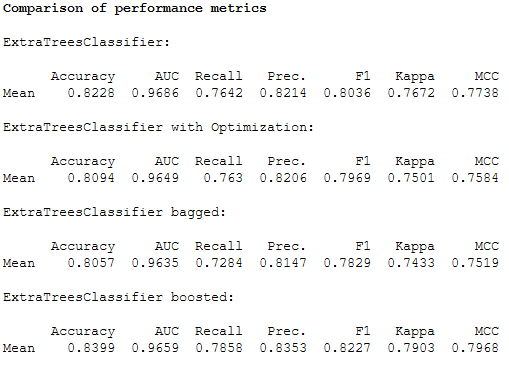 Comparison of performance metrics
ExtraTreesClassifier:
Accuracy AUC Recall Prec. F1 Kappa MCC
Mean 0.8228 0.9686 0.7642 0.8214 0.8036 0.7672 0.7738
ExtraTreesClassifier with Optimization:
Accuracy AUC Recall Prec. F1 Kappa MCC
Mean 0.8094 0.9649 0.763 0.8206 0.7969 0.7501 0.7584
ExtraTreesClassifier bagged:
Accuracy AUC Recall Prec. F1 Kappa MCC
Mean 0.8057 0.9635 0.7284 0.8147 0.7829 0.7433 0.7519
ExtraTreesClassifier boosted:
Accuracy AUC Recall Prec. F1 Kappa MCC
Mean 0.8399 0.9659 0.7858 0.8353 0.8227 0.7903 0.7968